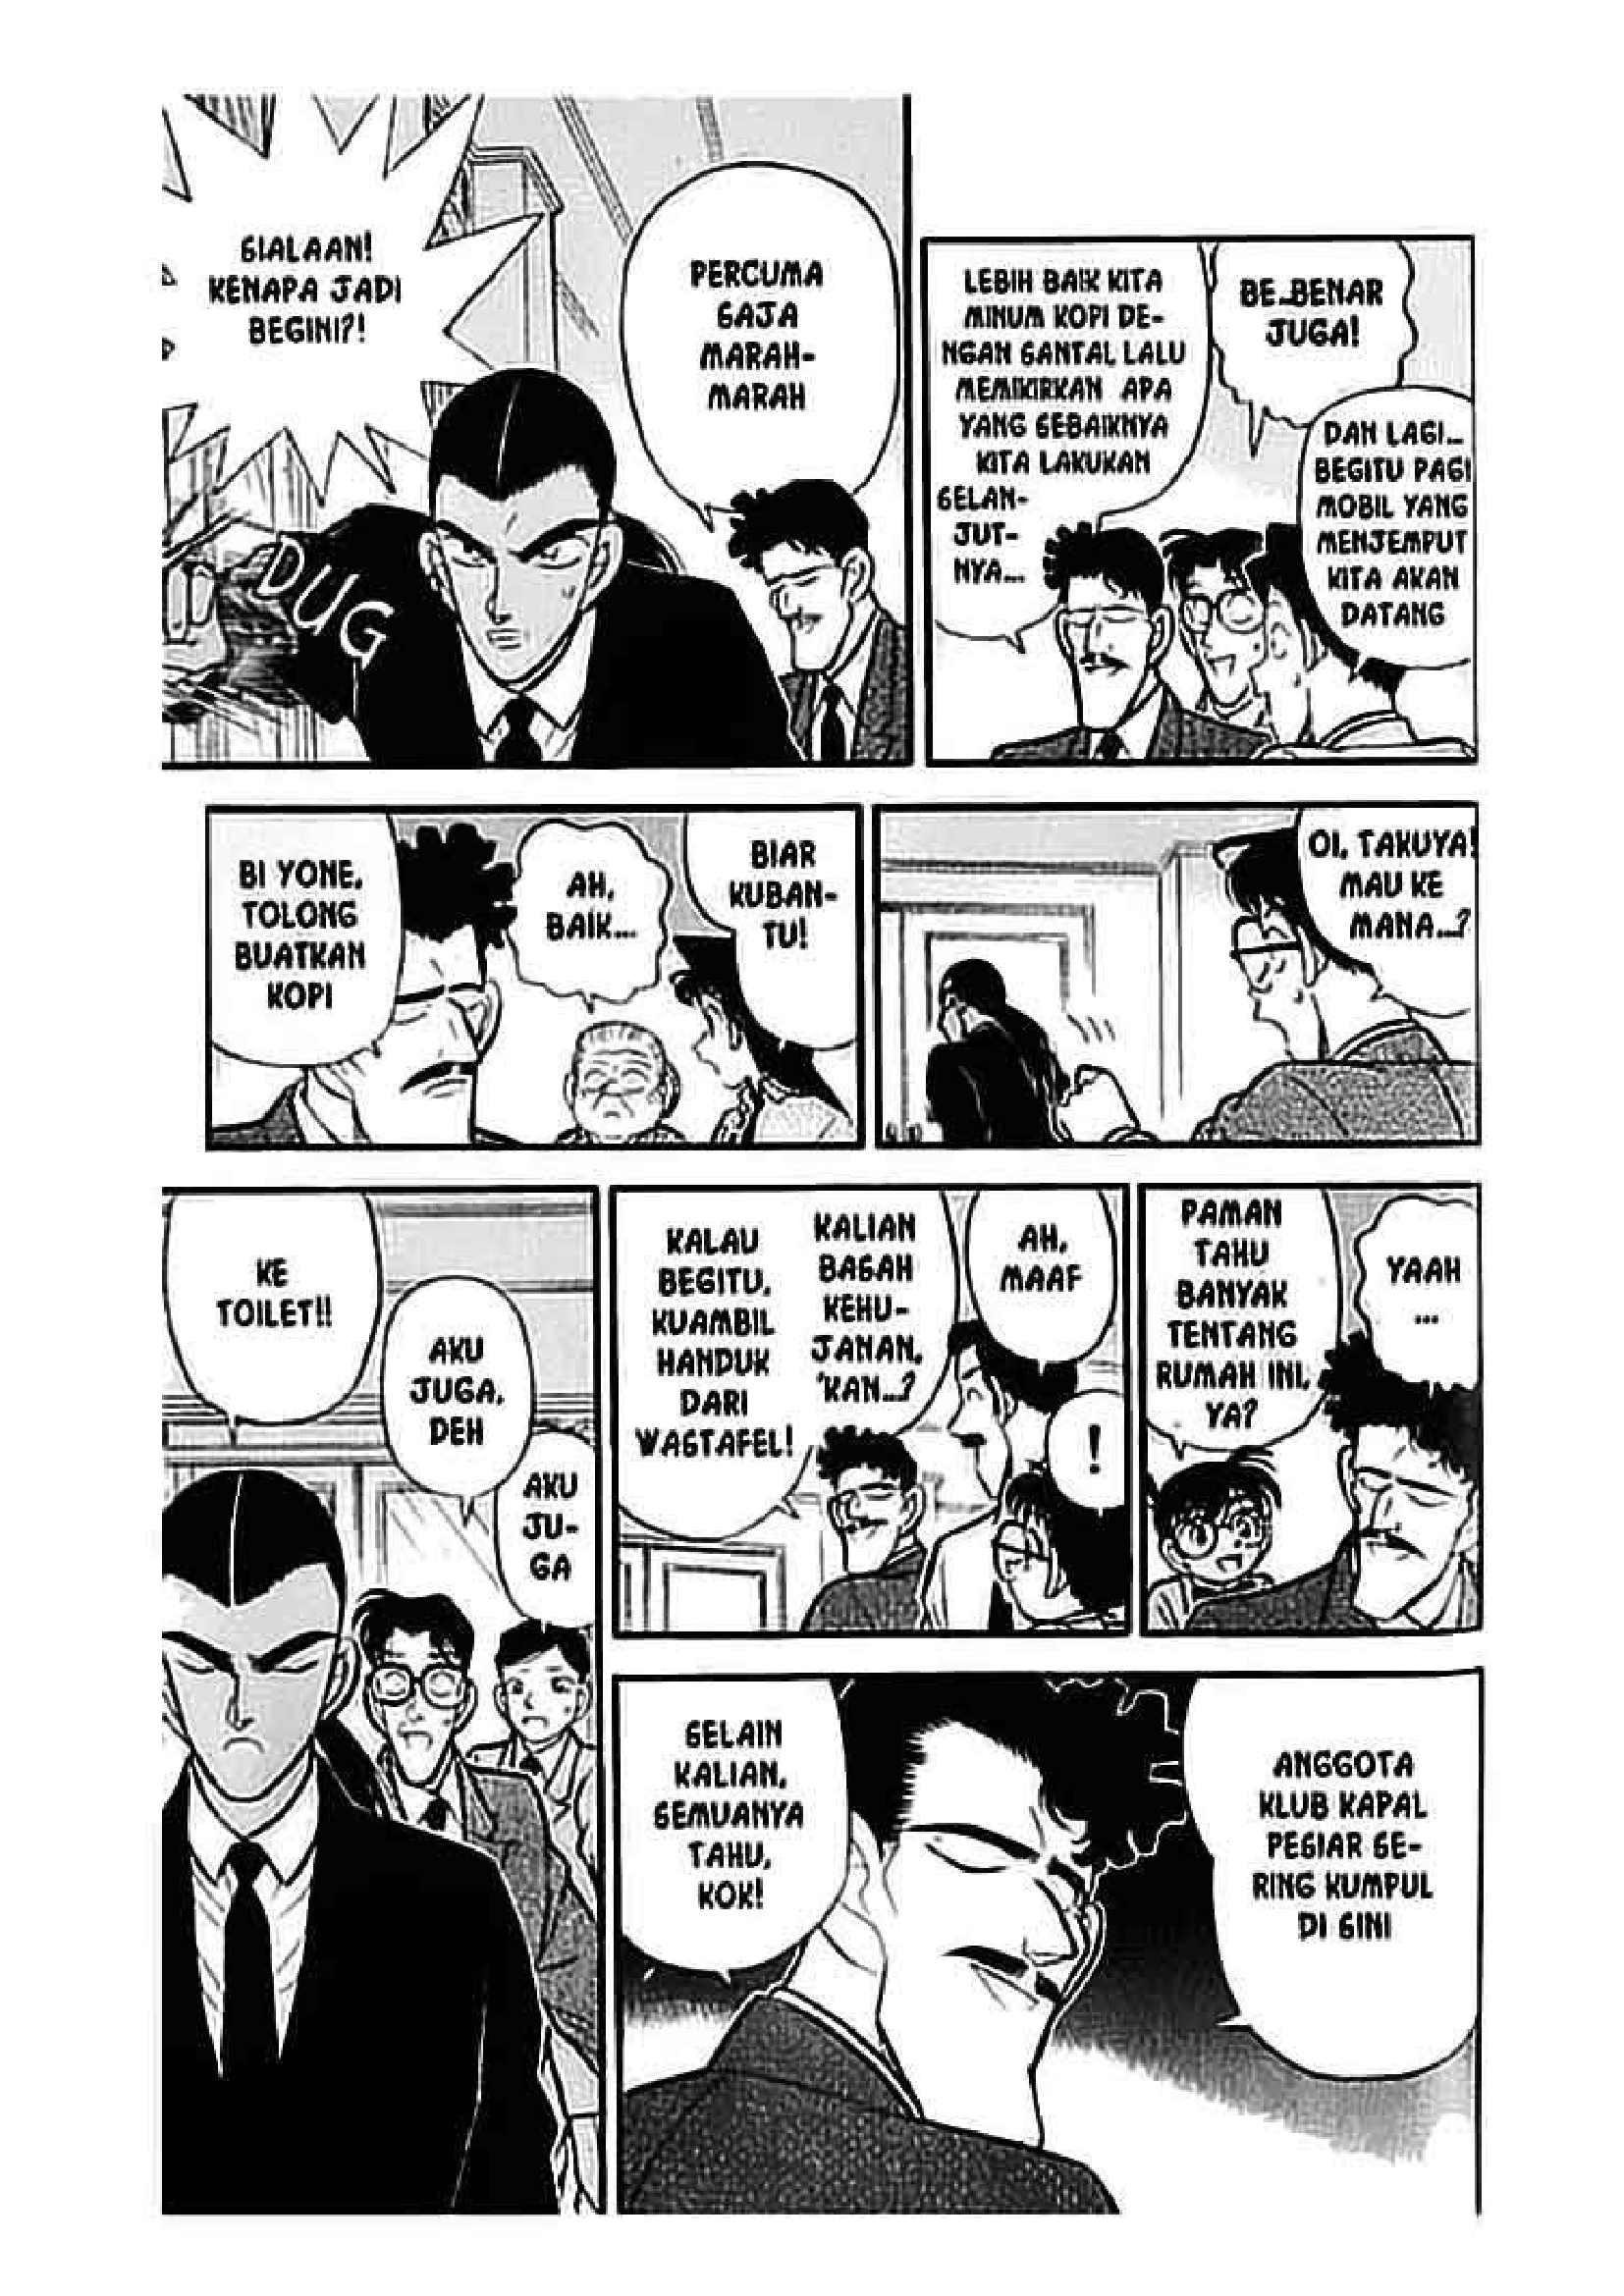 SIALAAN!
KENAPA JADI
BEGINI?!
PERCUMA
SAJA
MARAH-
MARAH
DUG
LEBIH BAIK KITA
MINUM KOPI DE-
NGAN SANTAI LALU
MEMIKIRKAN APA
YANG SEBAIKNYA
KITA LAKUKAN
SELAN-
JUT-
NYA...
BE..BENAR
JUGA!
DAN LAGI...
BEGITU PAGI
MOBIL YANG
MENJEMPUT
KITA AKAN
DATANG
BI YONE,
TOLONG
BUATKAN
KOPI
AH,
BAIK...
BIAR
KUBAN-
TU!
OI, TAKUYA!
MAU KE
MANA...?
KE
TOILET!!
AKU
JUGA,
DEH
AKU
JU-
GA
KALIAN
BASAH
KEHU-
JANAN,
'KAN...?
KALAU
BEGITU,
KUAMBIL
HANDUK
DARI
WASTAFEL!
AH,
MAAF
!
PAMAN
TAHU
BANYAK
TENTANG
RUMAH INI,
YA?
YAAH
...
SELAIN
KALIAN,
SEMUANYA
TAHU,
KOK!
ANGGOTA
KLUB KAPAL
PESIAR SE-
RING KUMPUL
DI SINI